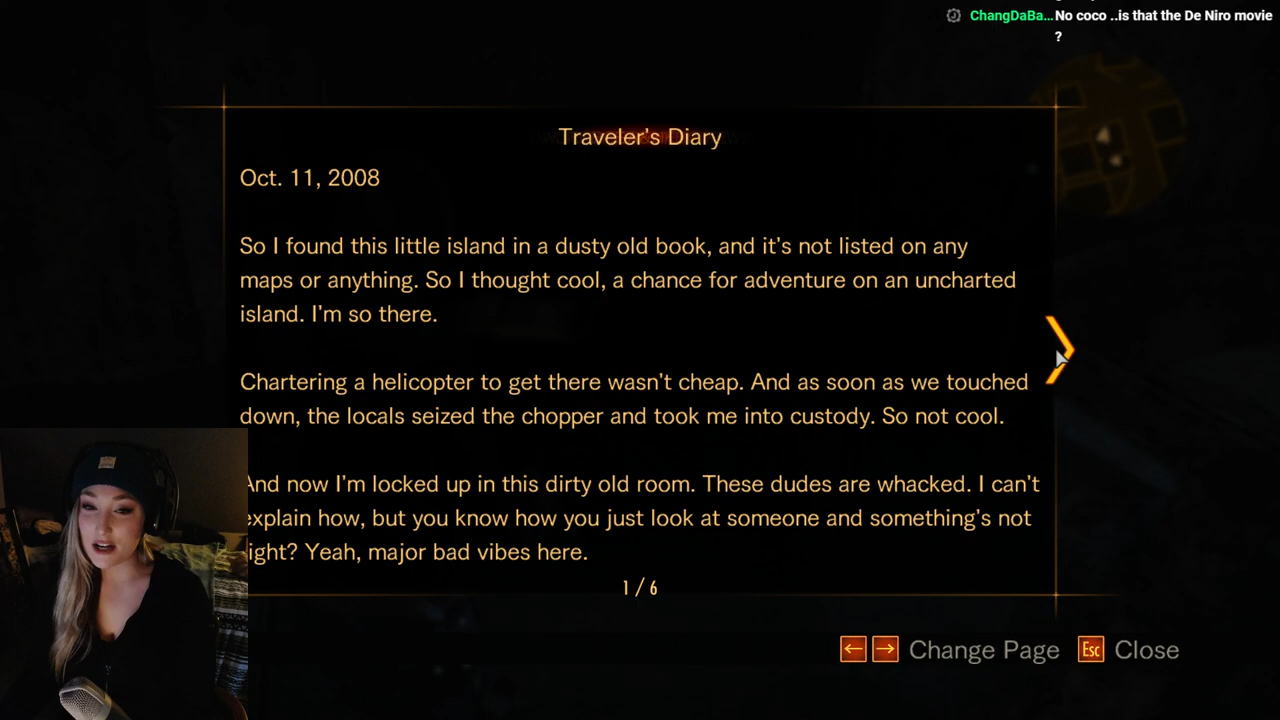 ChangDaBa... No coco ..is that the De Niro movie
?
Traveler's Diary
Oct. 11, 2008
So I found this little island in a dusty old book, and it's not listed on any
maps or anything. So I thought cool, a chance for adventure on an uncharted
island. I'm so there.
Chartering a helicopter to get there wasn't cheap. And as soon as we touched
down, the locals seized the chopper and took me into custody. So not cool.
And now I'm locked up in this dirty old room. These dudes are whacked. I can't
explain how, but you know how you just look at someone and something's not
ight? Yeah, major bad vibes here.
1 / 6
← → Change Page Esc Close